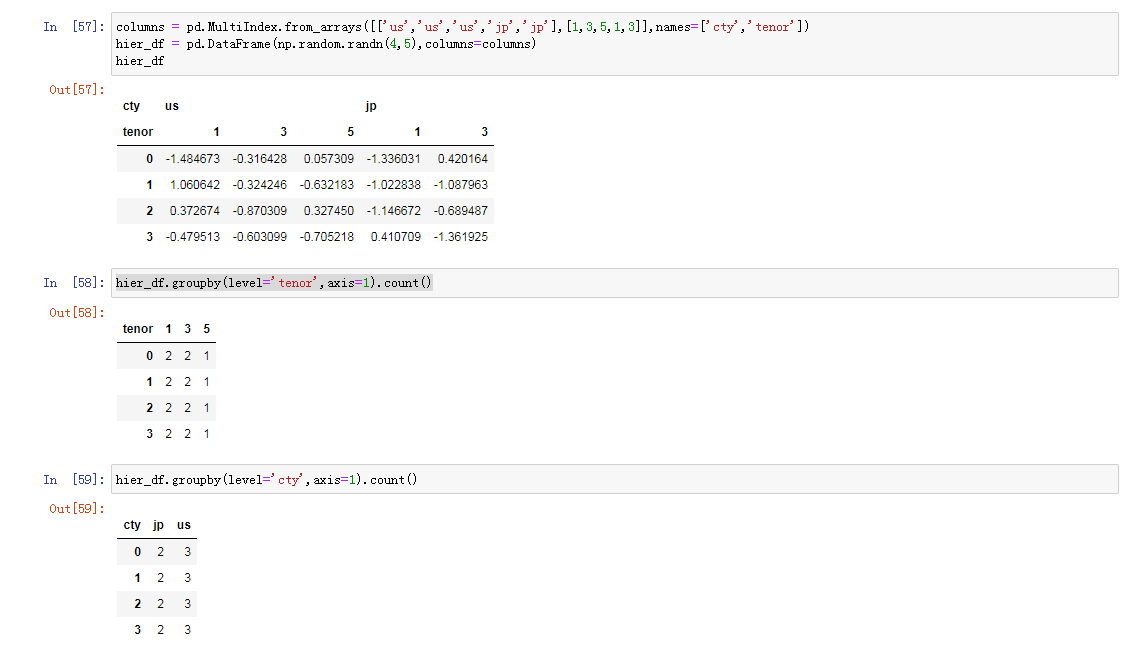 In [57]: columns = pd.MultiIndex.from_arrays([['us','us','us','jp','jp'],[1,3,5,1,3]],names=['cty','tenor'])
hier_df = pd.DataFrame(np.random.randn(4,5),columns=columns)
hier_df
Out[57]:
cty us jp
tenor 1 3 5 1 3
0 -1.484673 -0.316428 0.057309 -1.336031 0.420164
1 1.060642 -0.324246 -0.632183 -1.022838 -1.087963
2 0.372674 -0.870309 0.327450 -1.146672 -0.689487
3 -0.479513 -0.603099 -0.705218 0.410709 -1.361925
In [58]: hier_df.groupby(level='tenor',axis=1).count()
Out[58]:
tenor 1 3 5
0 2 2 1
1 2 2 1
2 2 2 1
3 2 2 1
In [59]: hier_df.groupby(level='cty',axis=1).count()
Out[59]:
cty jp us
0 2 3
1 2 3
2 2 3
3 2 3